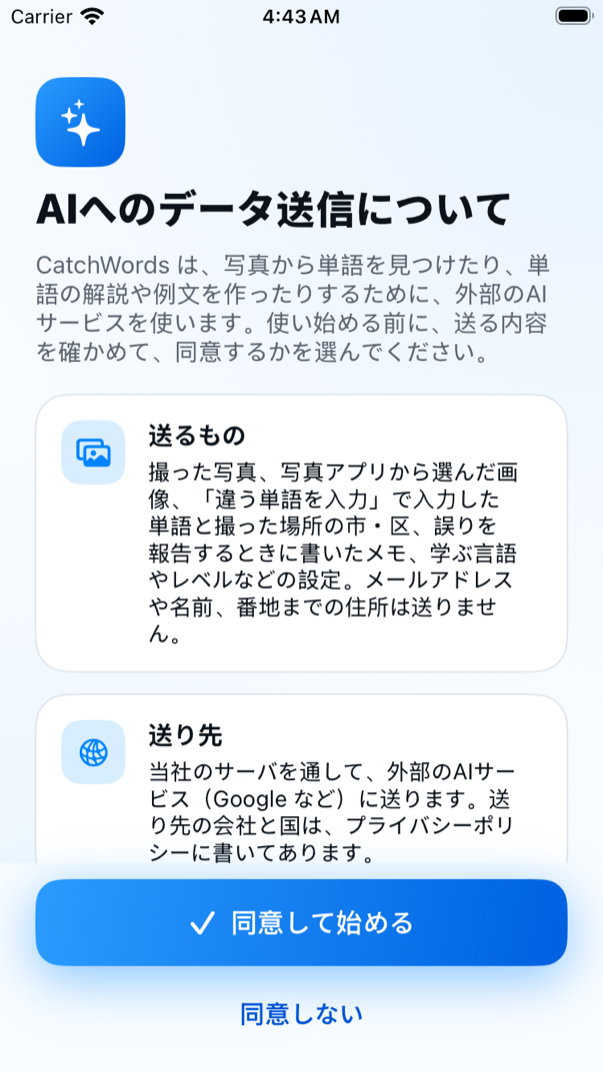 Carrier
4:43 AM
AIへのデータ送信について
CatchWords は、写真から単語を見つけたり、単
語の解説や例文を作ったりするために、外部のAI
サービスを使います。使い始める前に、送る内容
を確かめて、同意するかを選んでください。
送るもの
撮った写真、写真アプリから選んだ画
像、「違う単語を入力」で入力した
単語と撮った場所の市・区、誤りを
報告するときに書いたメモ、学ぶ言語
やレベルなどの設定。メールアドレス
や名前、番地までの住所は送りませ
ん。
送り先
当社のサーバを通して、外部のAIサー
ビス（Google など）に送ります。送
り先の会社と国は、プライバシーポリ
シーに書いてあります。
同意して始める
同意しない